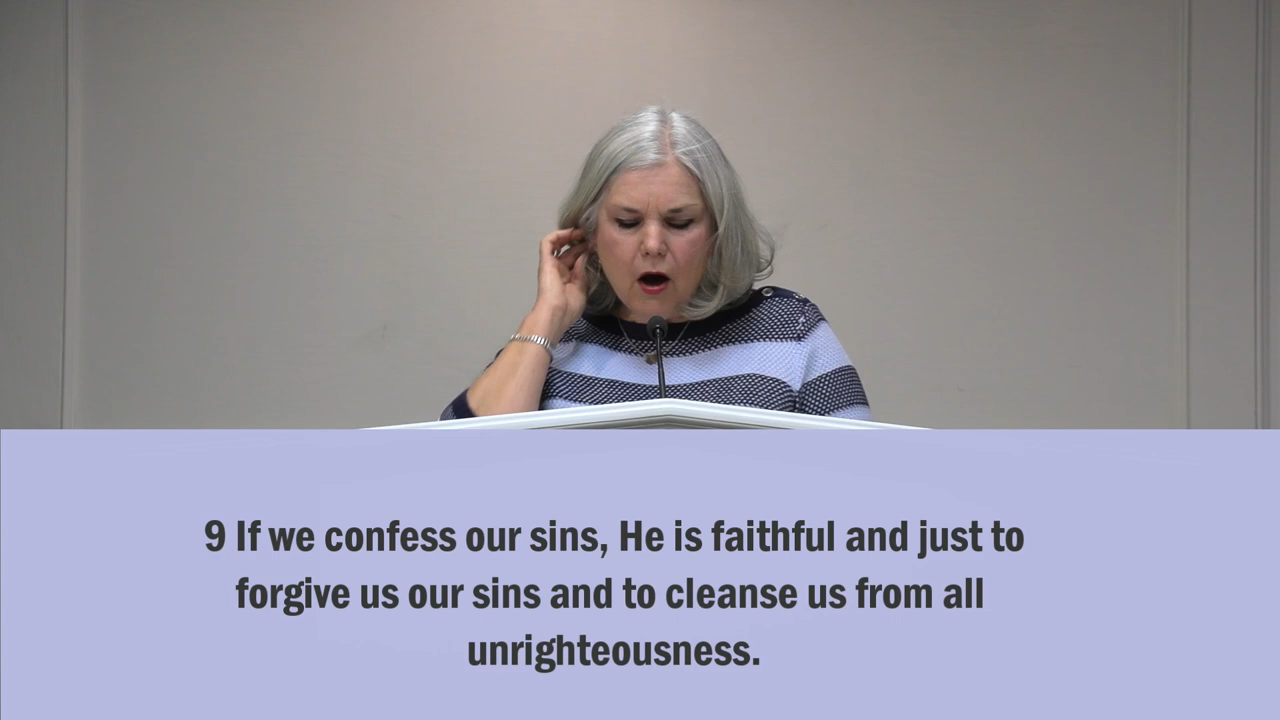 9 If we confess our sins, He is faithful and just to
forgive us our sins and to cleanse us from all
unrighteousness.